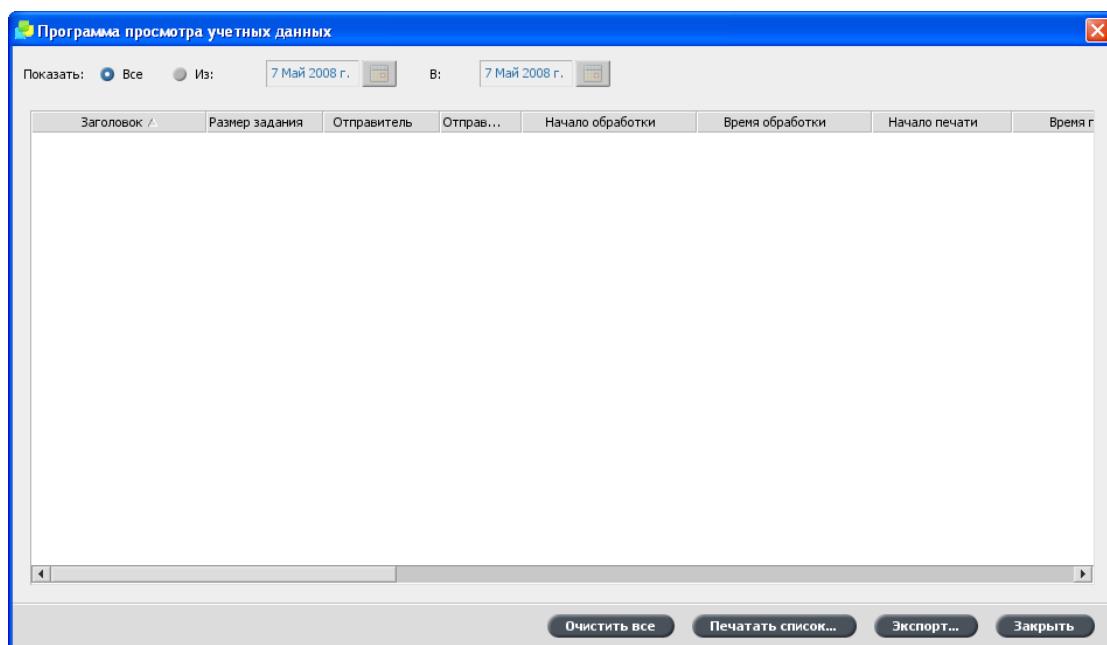 Программа просмотра учетных данных
Показать: Все Из: 7 Май 2008 г. В: 7 Май 2008 г.
Заголовок Размер задания Отправитель Отправ... Начало обработки Время обработки Начало печати Время г
Очистить все Печатать список... Экспорт... Закрыть